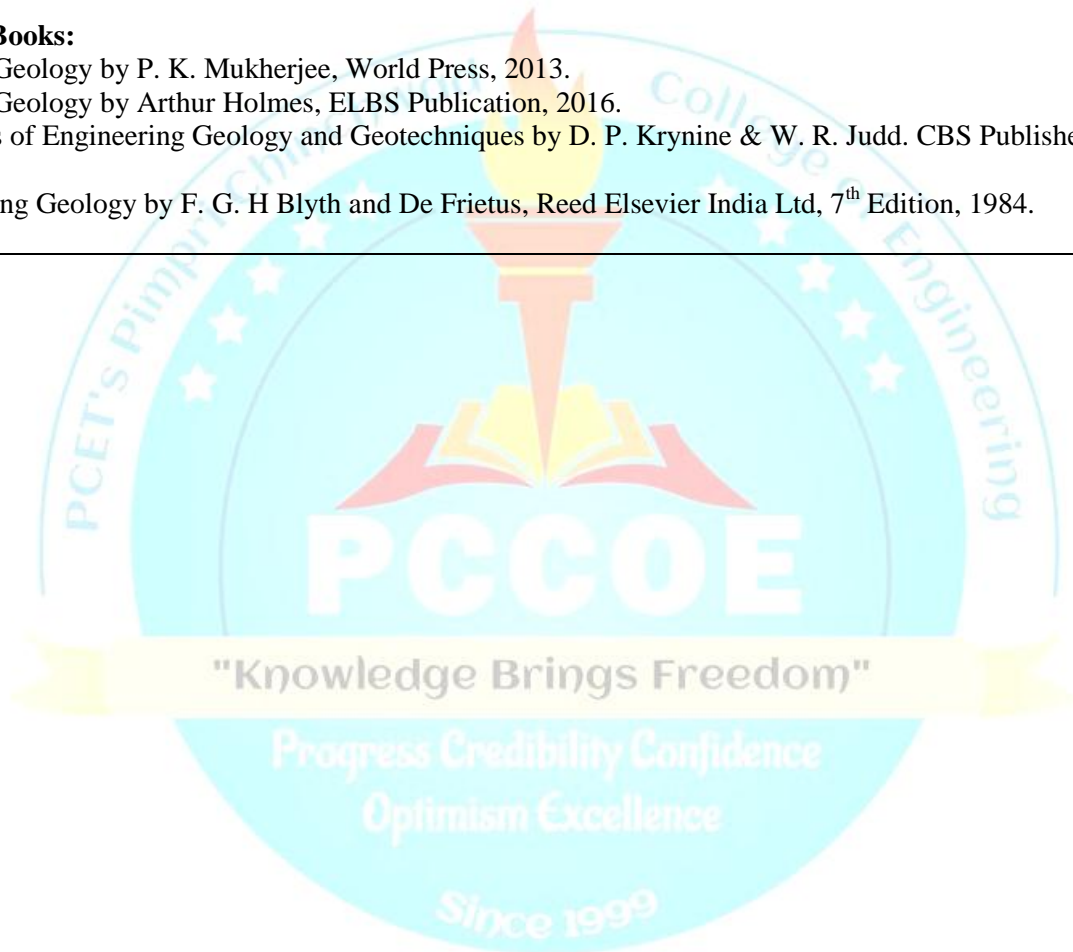 Books:
Geology by P. K. Mukherjee, World Press, 2013.
Geology by Arthur Holmes, ELBS Publication, 2016.
s of Engineering Geology and Geotechniques by D. P. Krynine & W. R. Judd. CBS Publishe
ng Geology by F. G. H Blyth and De Frietus, Reed Elsevier India Ltd, 7th Edition, 1984.
PCET's Pimpri Chinchwad College of Engineering
PCCOE
"Knowledge Brings Freedom"
Progress Credibility Confidence
Optimism Excellence
Since 1999